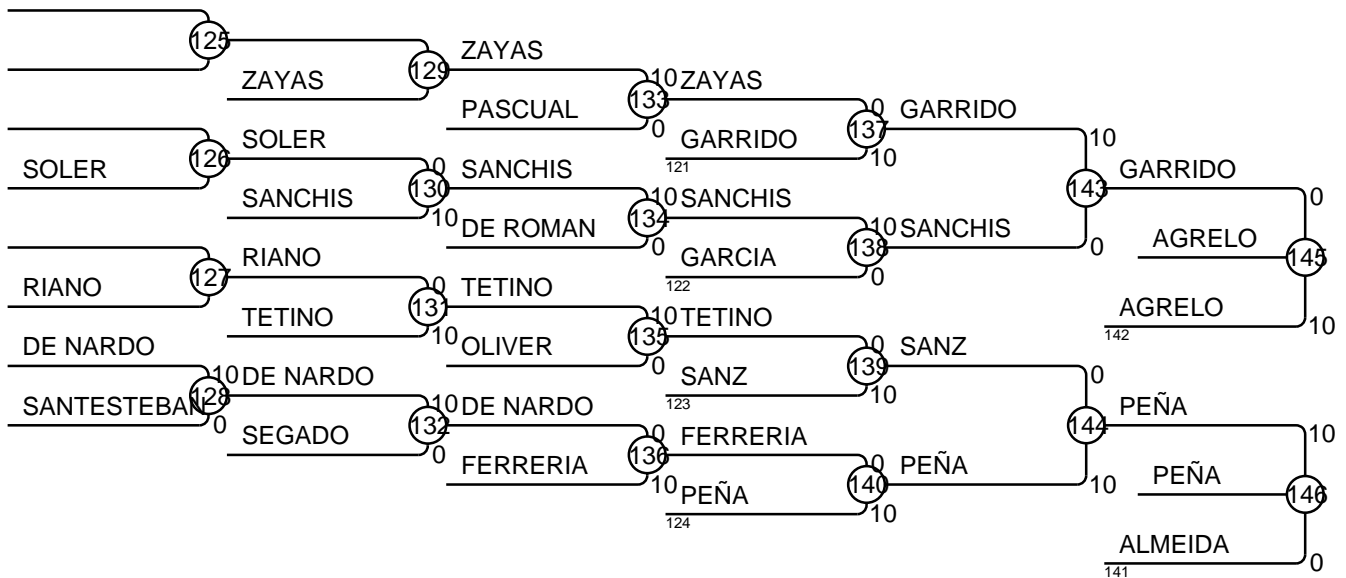 125
ZAYAS
129
ZAYAS
10
PASCUAL
133
0
ZAYAS
0
GARRIDO
121
137
10
GARRIDO
10
SOLER
126
SOLER
0
SANCHIS
130
10
SANCHIS
10
DE ROMAN
134
0
SANCHIS
10
GARCIA
122
138
0
SANCHIS
0
143
GARRIDO
0
AGRELO
145
AGRELO
142
10
RIANO
127
RIANO
0
TETINO
131
10
TETINO
10
OLIVER
135
0
TETINO
0
SANZ
123
139
10
SANZ
0
DE NARDO
10
SANTESTEBAN
128
0
DE NARDO
10
SEGADO
132
0
DE NARDO
0
FERRERIA
136
10
FERRERIA
0
PEÑA
124
140
10
PEÑA
10
144
PEÑA
10
PEÑA
146
ALMEIDA
141
0